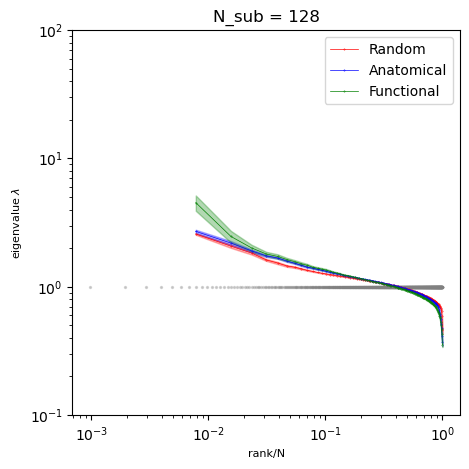 N_sub = 128
10²
10¹
10⁰
10⁻¹
eigenvalue λ
Random
Anatomical
Functional
10⁻³
10⁻²
10⁻¹
10⁰
rank/N